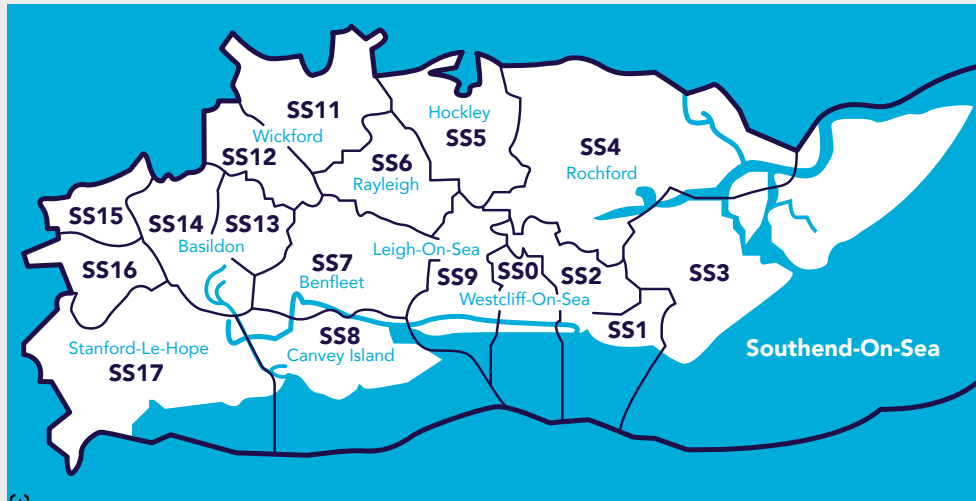 SS11
Wickford
Hockley
SS5
SS12
SS6
Rayleigh
SS4
Rochford
SS15
SS14
SS13
Basildon
SS16
Leigh-On-Sea
SS7
Benfleet
SS9
SS0
SS2
Westcliff-On-Sea
SS3
SS1
SS8
Canvey Island
Stanford-Le-Hope
SS17
Southend-On-Sea